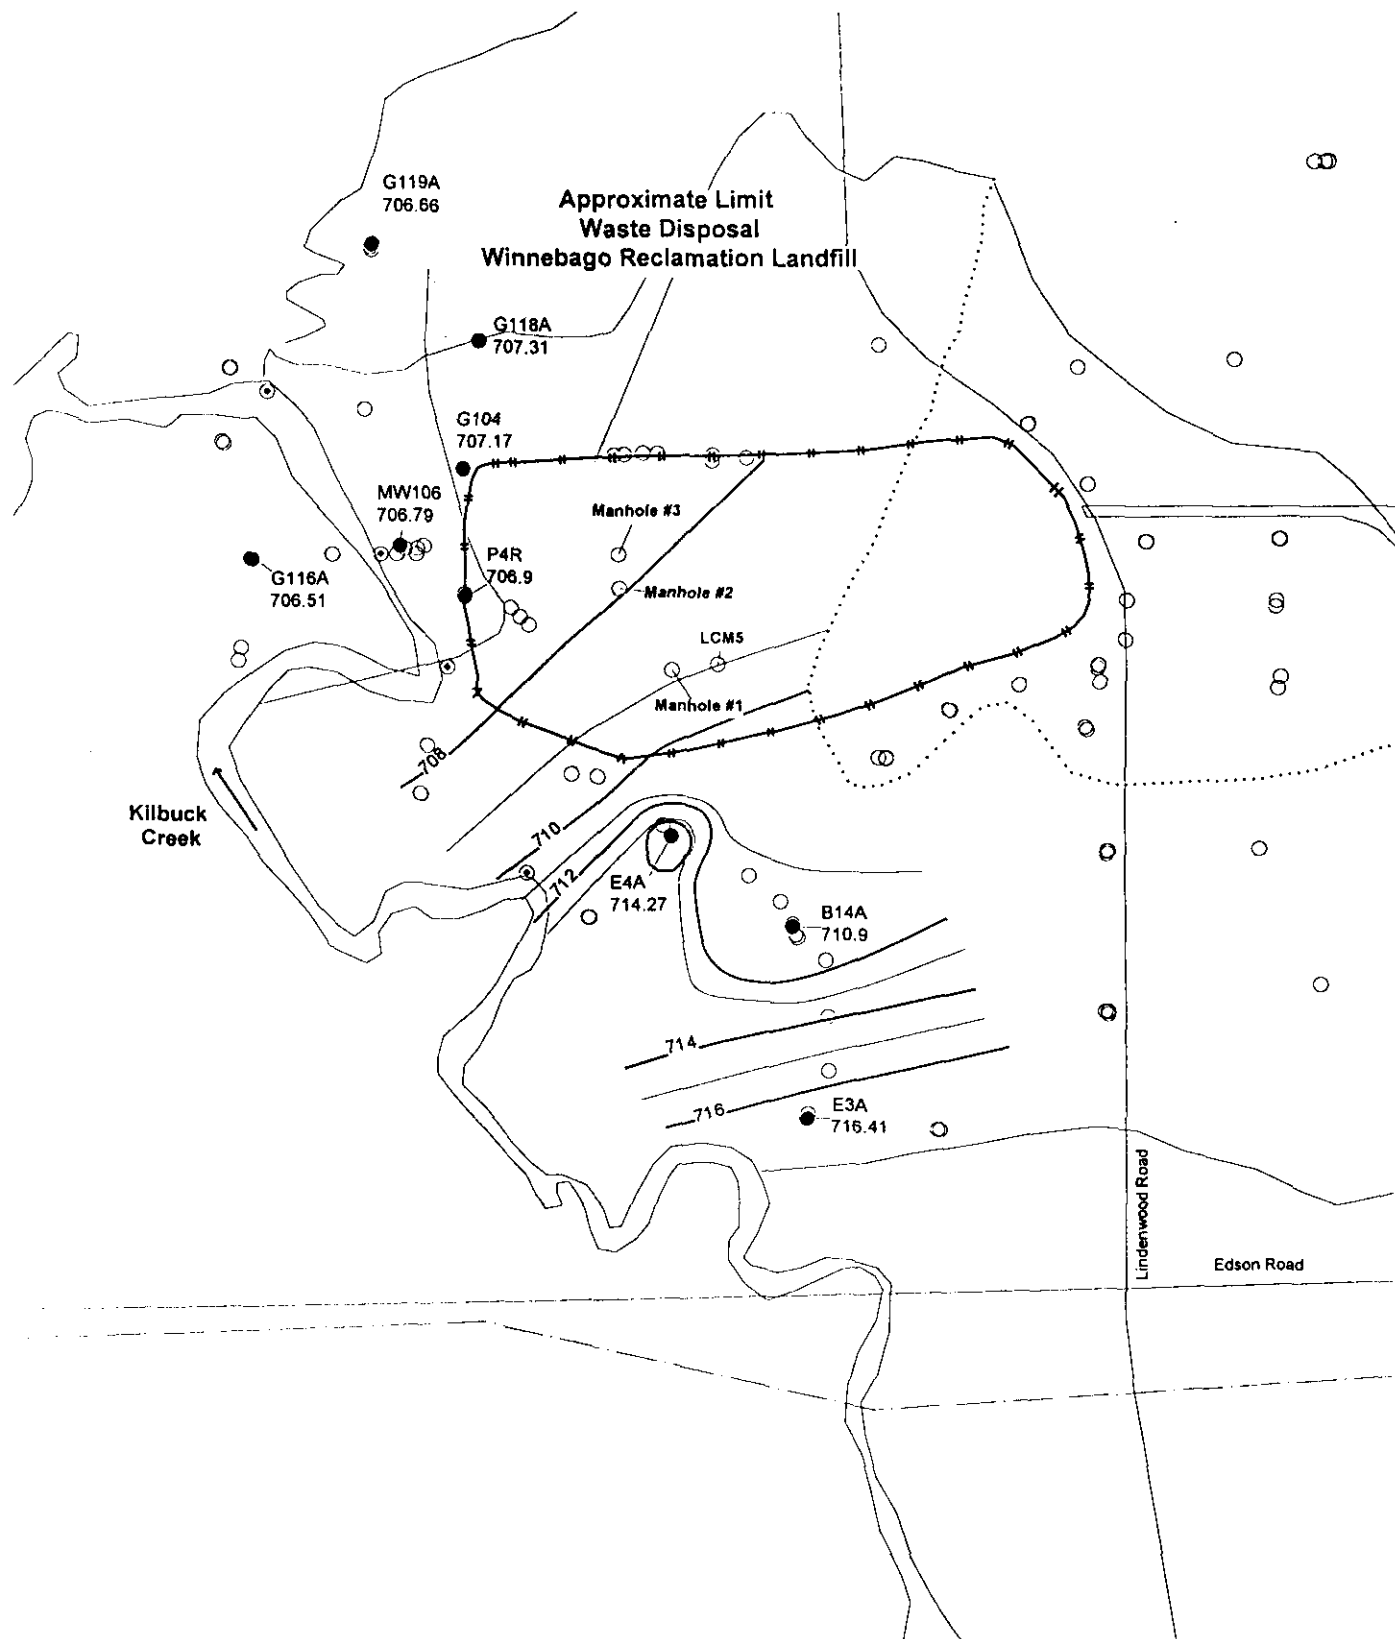 G119A
706.66
Approximate Limit
Waste Disposal
Winnebago Reclamation Landfill
G118A
707.31
G104
707.17
MW106
706.79
Manhole #3
P4R
706.9
G116A
706.51
Manhole #2
LCM5
Manhole #1
708
Kilbuck
Creek
710
712
E4A
714.27
B14A
710.9
714
716
E3A
716.41
Lindenwood Road
Edson Road